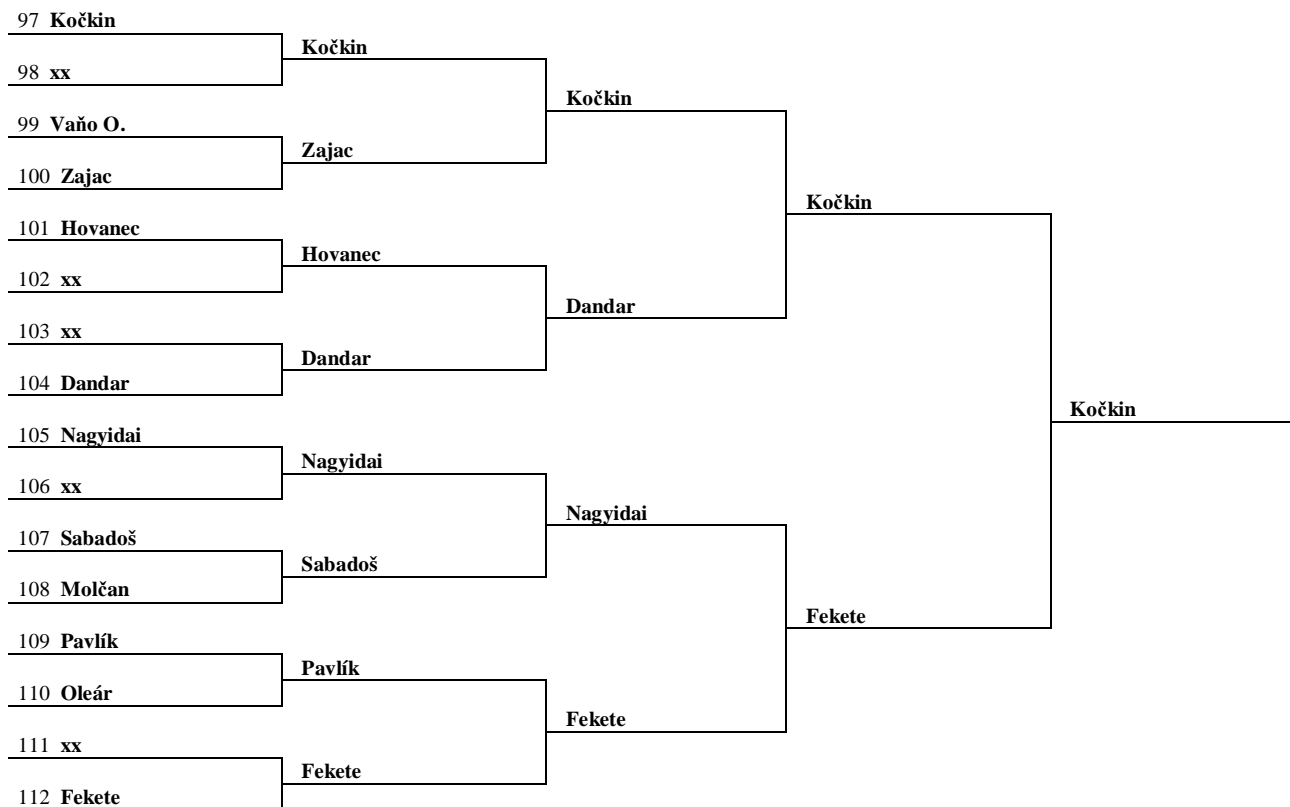 97 Kočkin
Kočkin
98 xx
Kočkin
99 Vaňo O.
Zajac
100 Zajac
Kočkin
101 Hovanec
Hovanec
102 xx
Dandar
103 xx
Dandar
104 Dandar
Kočkin
105 Nagyidai
Nagyidai
106 xx
Nagyidai
107 Sabadoš
Sabadoš
108 Molčan
Fekete
109 Pavlík
Pavlík
110 Oleár
Fekete
111 xx
Fekete
112 Fekete